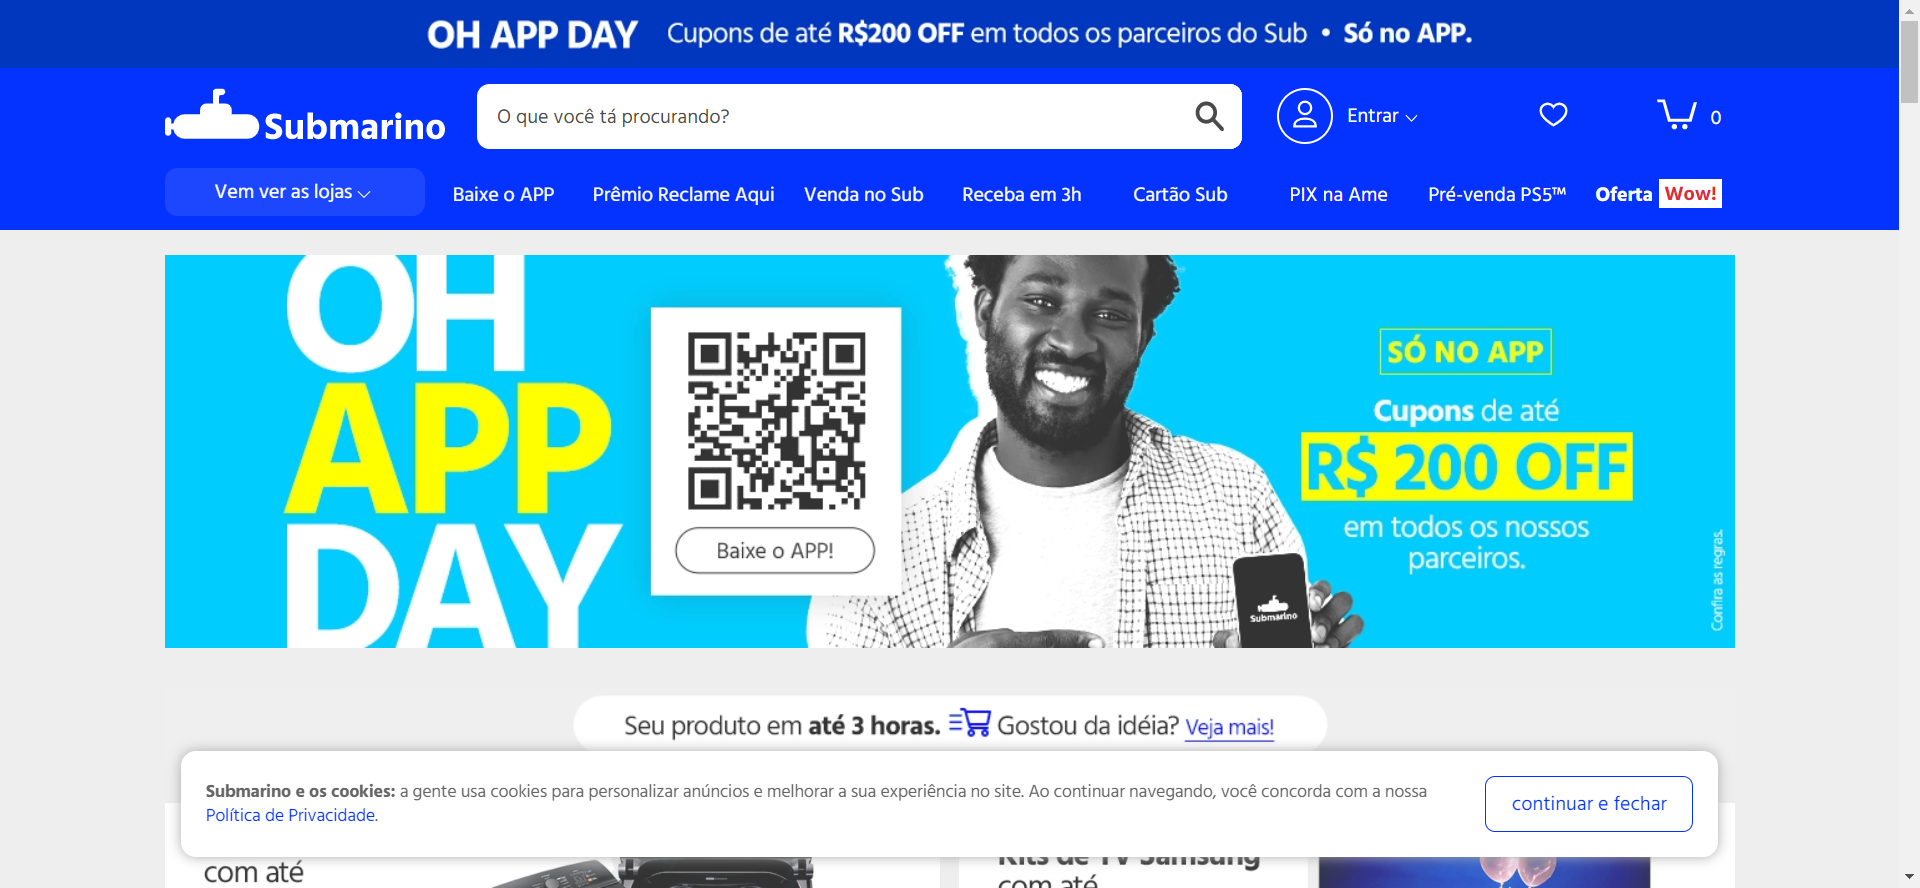 OH APP DAY Cupons de até R$200 OFF em todos os parceiros do Sub • Só no APP.
Submarino
O que você tá procurando?
Entrar
0
Vem ver as lojas
Baixe o APP
Prêmio Reclame Aqui
Venda no Sub
Receba em 3h
Cartão Sub
PIX na Ame
Pré-venda PS5™
Oferta Wow!
OH
APP
DAY
Baixe o APP!
Submarino
SÓ NO APP
Cupons de até
R$ 200 OFF
em todos os nossos
parceiros.
Confira as regras.
Seu produto em até 3 horas. Gostou da idéia? Veja mais!
Submarino e os cookies: a gente usa cookies para personalizar anúncios e melhorar a sua experiência no site. Ao continuar navegando, você concorda com a nossa
Política de Privacidade.
continuar e fechar
com até
Kits de TV Samsung
com até